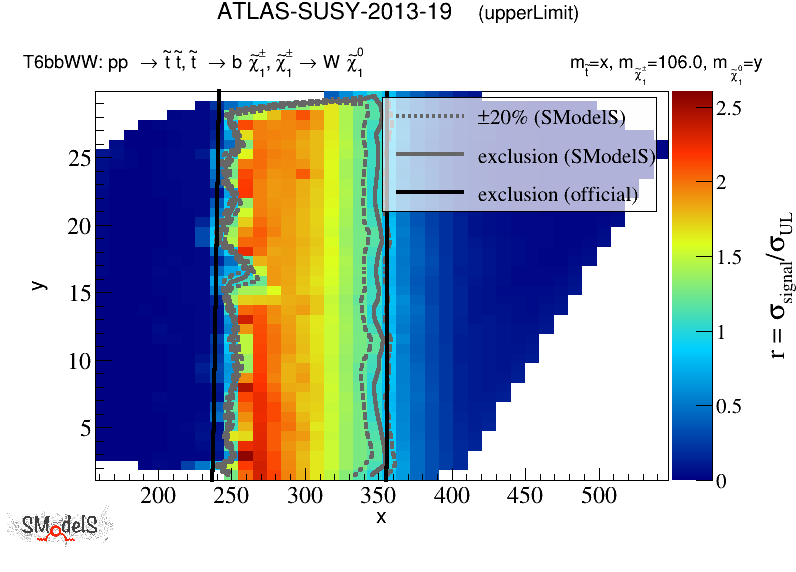 ATLAS-SUSY-2013-19 (upperLimit)
T6bbWW: pp → t̃ t̃, t̃ → b χ̃₁±, χ̃₁± → W χ̃₁⁰
m_t̃=x, m_χ̃₁±=106.0, m_χ̃₁⁰=y
±20% (SModelS)
exclusion (SModelS)
exclusion (official)
25
20
15
10
5
y
200 250 300 350 400 450 500
x
2.5
2
1.5
1
0.5
0
r = σ_signal/σ_UL
SModelS